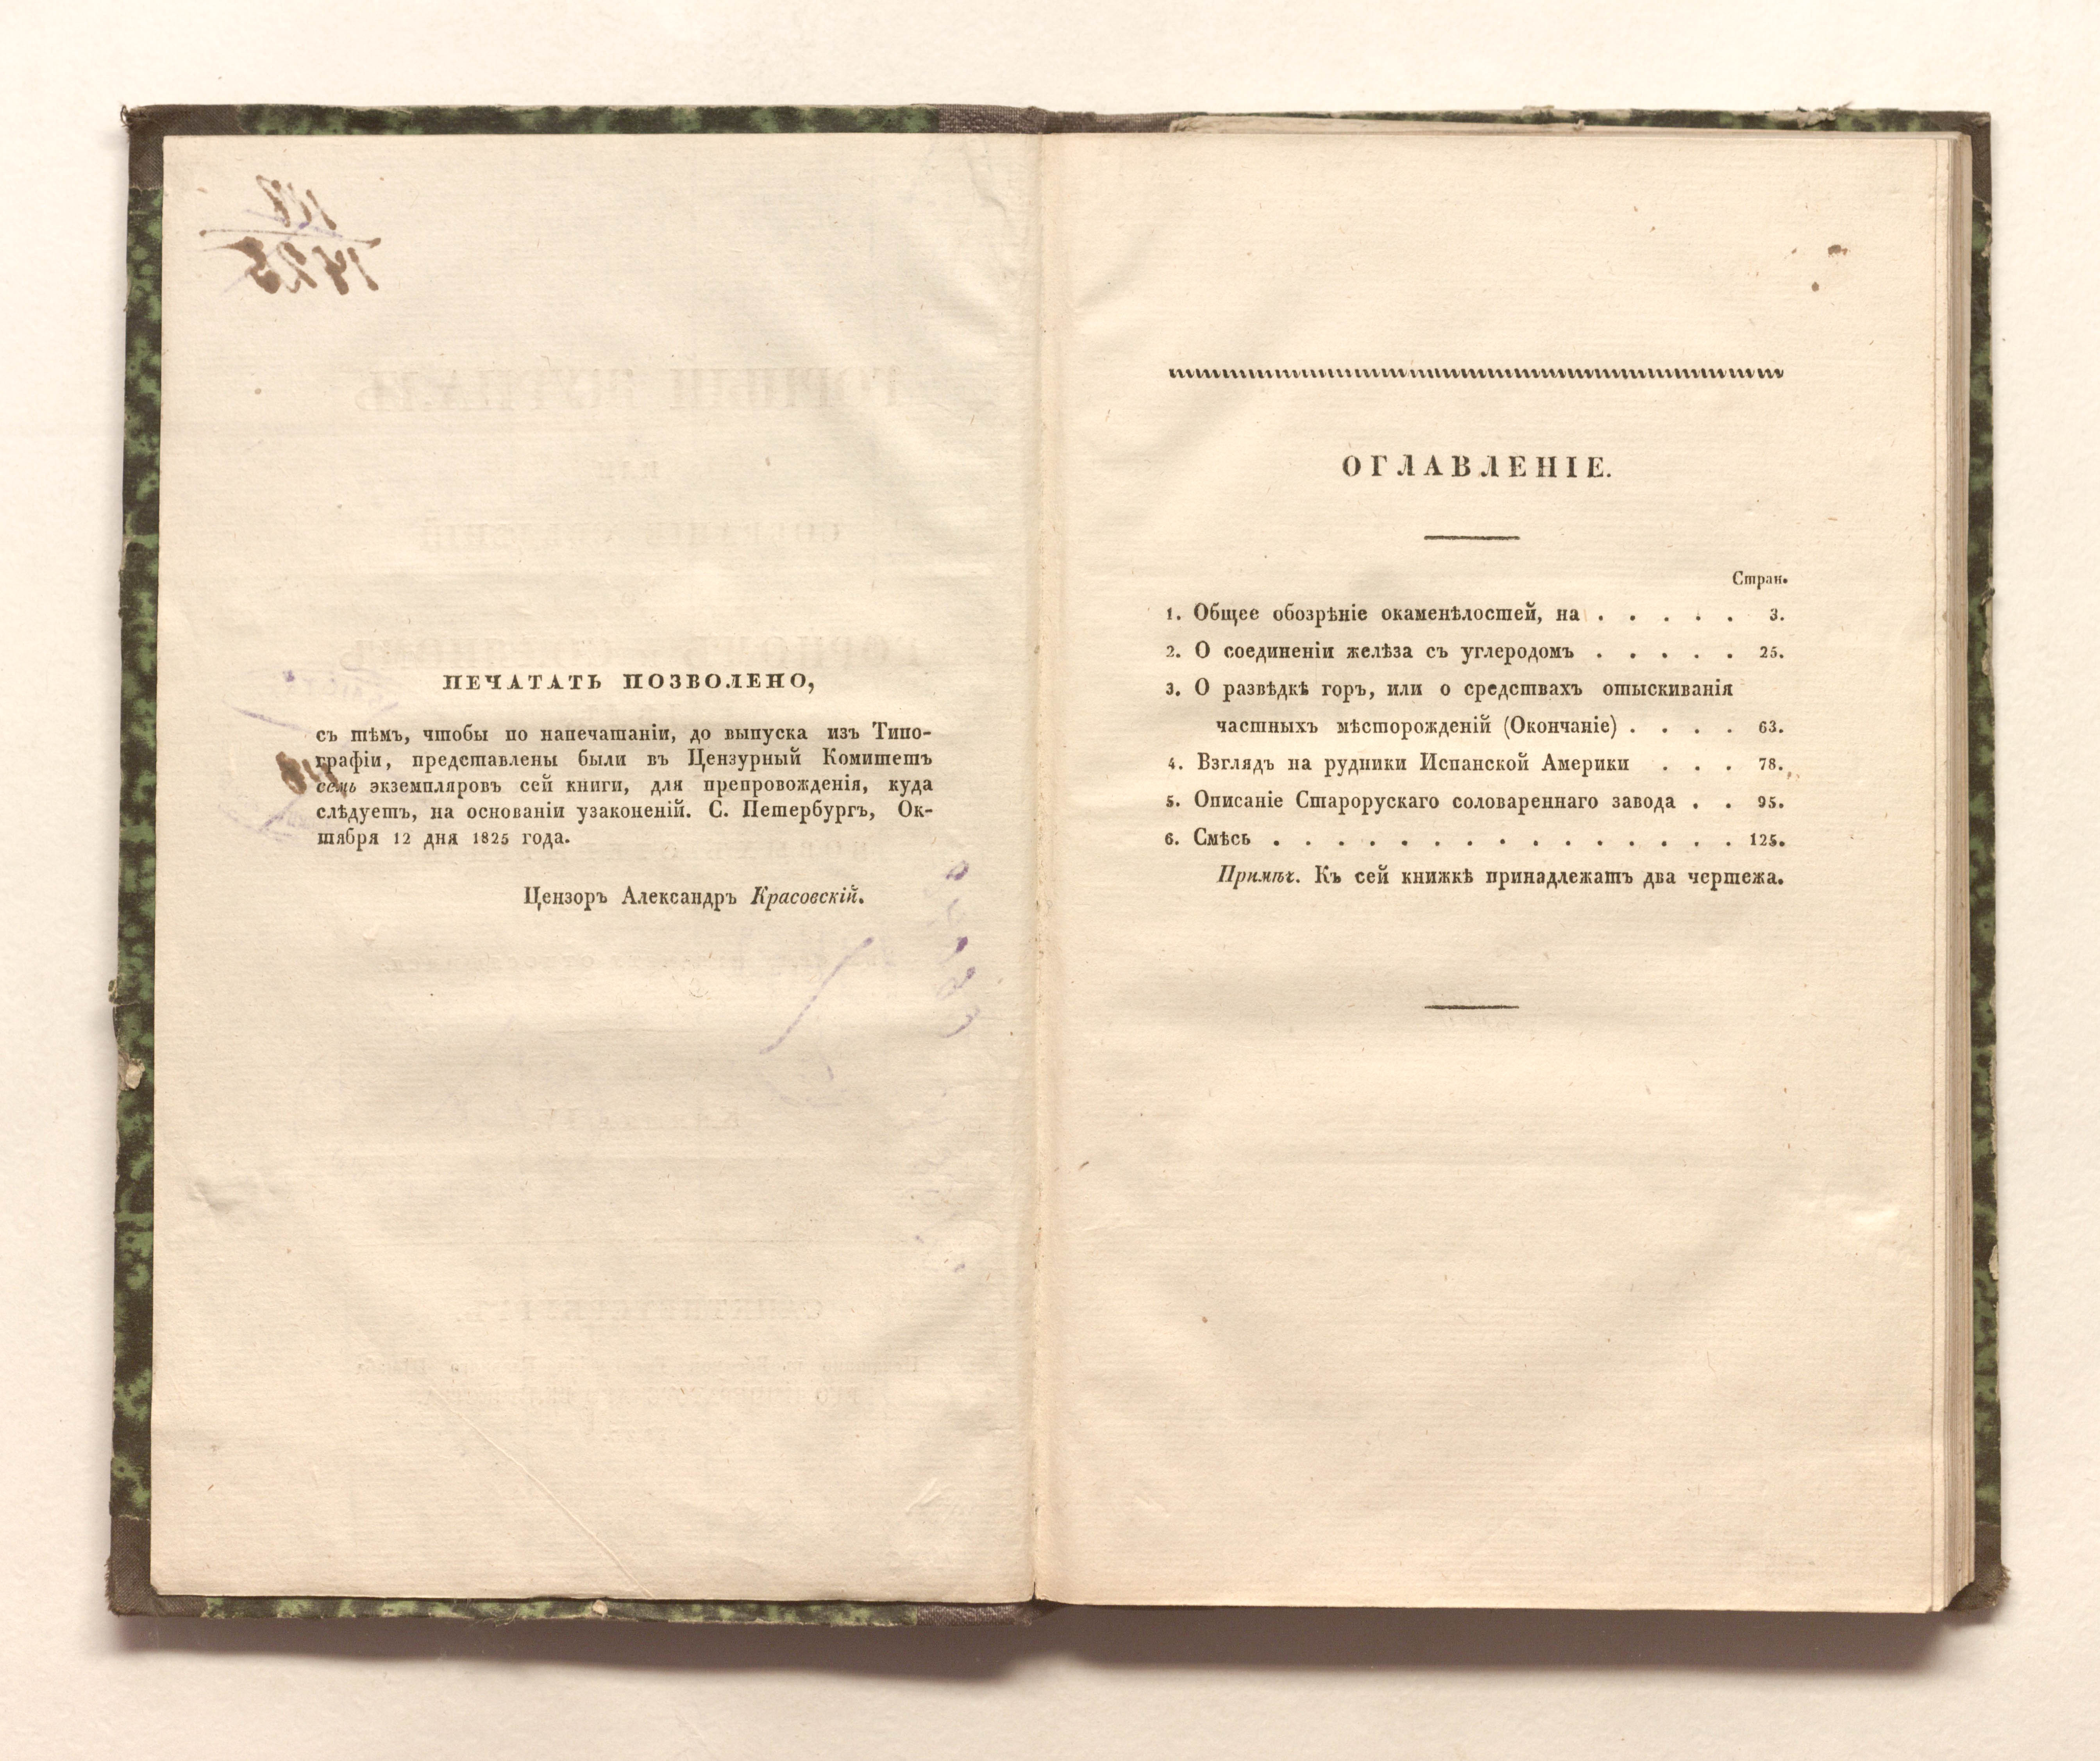 ПЕЧАТАТЬ ПОЗВОЛЕНО,
съ тѣмъ, чтобы по напечатаніи, до выпуска изъ Типо-
графіи, представлены были въ Цензурный Комитетъ
семь экземпляровъ сей книги, для препровожденія, куда
слѣдуетъ, на основаніи узаконеній. С. Петербургъ, Ок-
тября 12 дня 1825 года.
Цензоръ Александръ Красовскій.
ОГЛАВЛЕНІЕ.
Стран.
1. Общее обозрѣніе окаменѣлостей, на . . . . . 3.
2. О соединеніи желѣза съ углеродомъ . . . . . 25.
3. О развѣдкѣ горъ, или о средствахъ отыскиванія
частныхъ мѣсторожденій (Окончаніе) . . . . 63.
4. Взглядъ на рудники Испанской Америки . . . 78.
5. Описаніе Старорускаго соловареннаго завода . . 95.
6. Смѣсь . . . . . . . . . . . . . . . 125.
Примѣч. Къ сей книжкѣ принадлежатъ два чертежа.